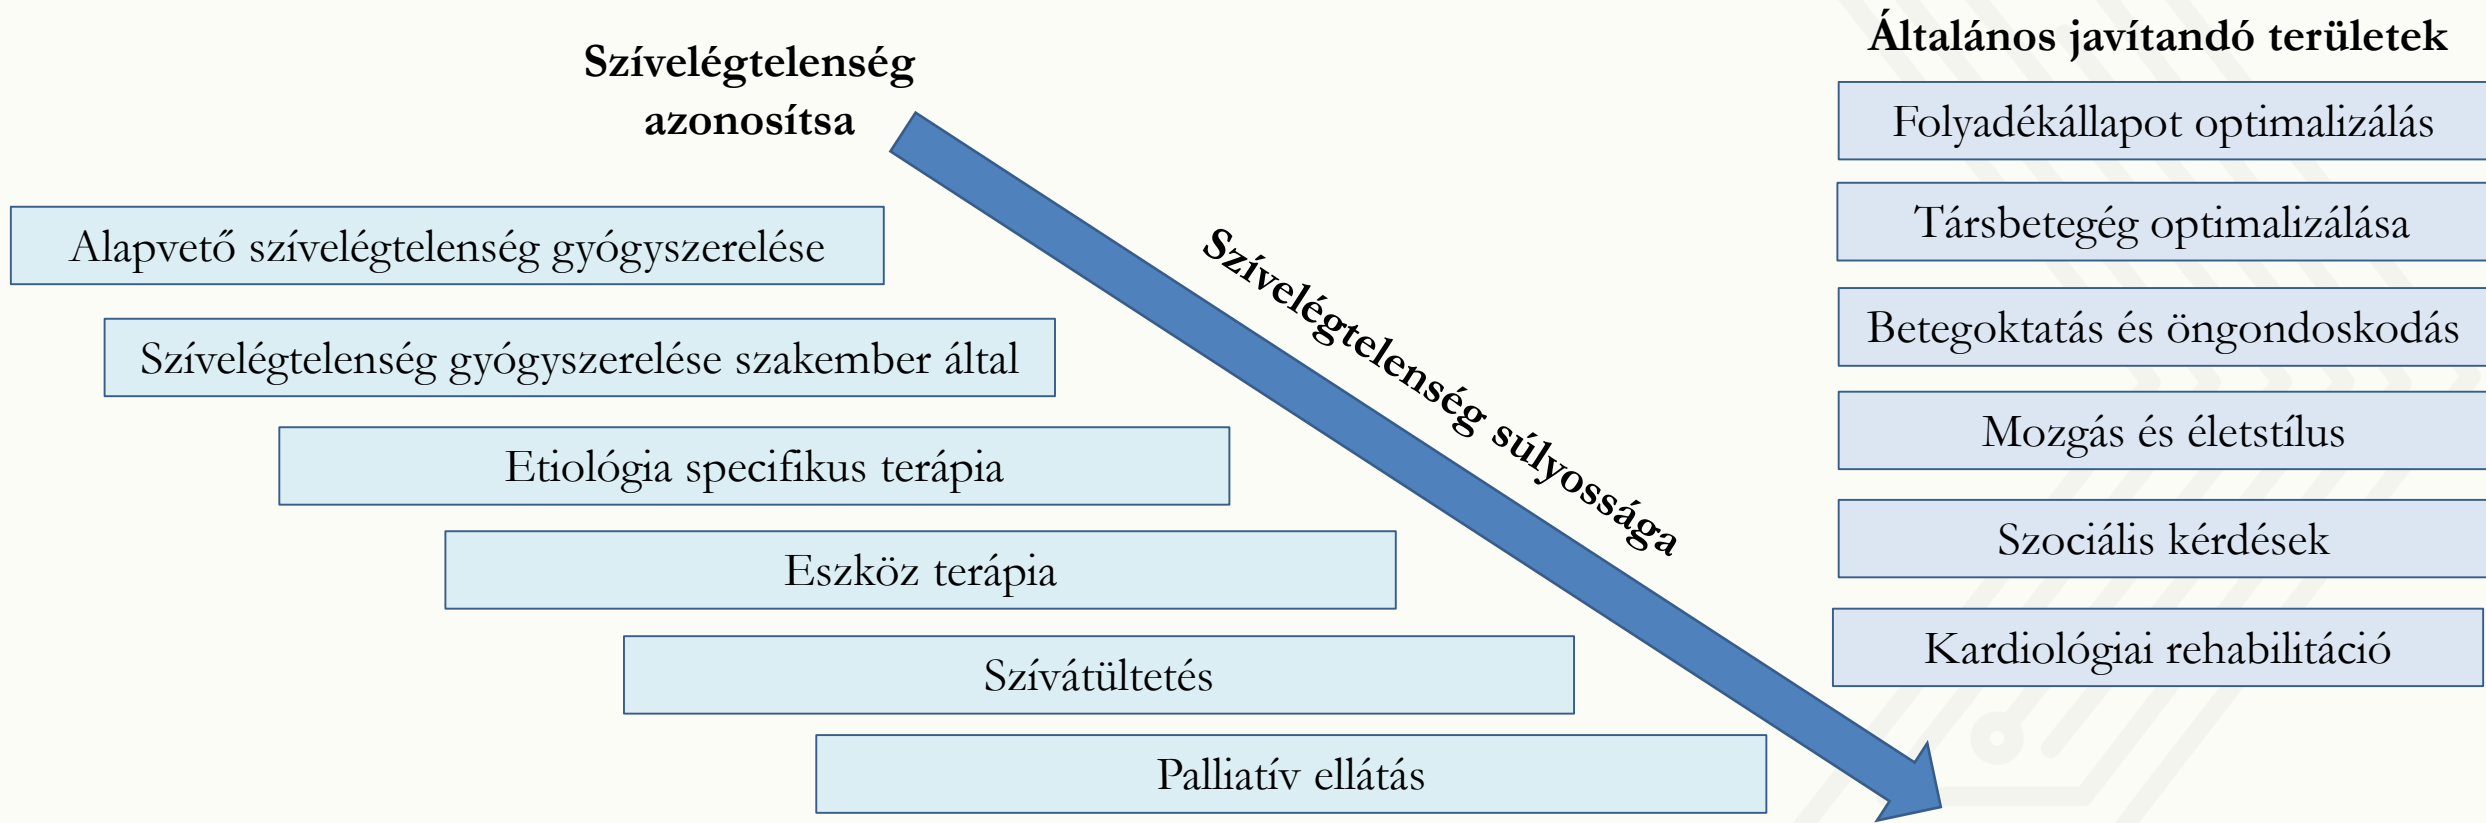 Szívelégtelenség
azonosítsa
Alapvető szívelégtelenség gyógyszerelése
Szívelégtelenség gyógyszerelése szakember által
Etiológia specifikus terápia
Eszköz terápia
Szívátültetés
Palliatív ellátás
Szívelégtelenség súlyossága
Általános javítandó területek
Folyadékállapot optimalizálás
Társbetegég optimalizálása
Betegoktatás és öngondoskodás
Mozgás és életstílus
Szociális kérdések
Kardiológiai rehabilitáció